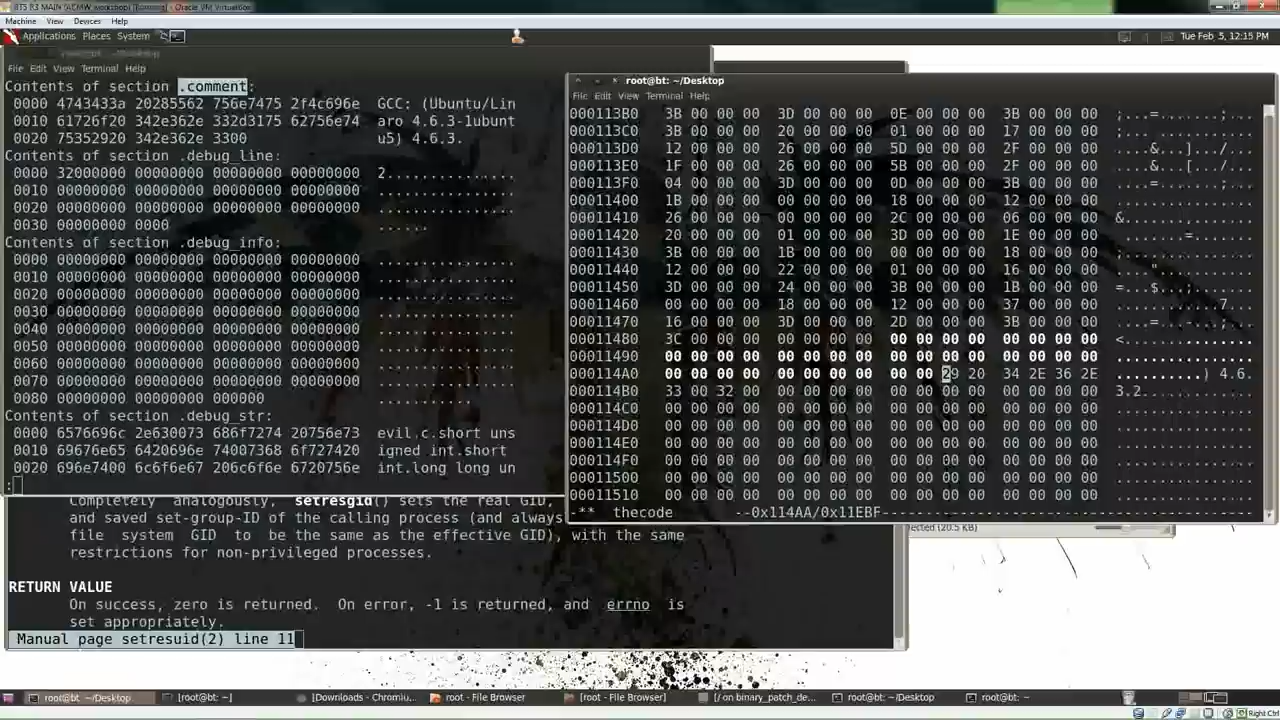 BT5 R3 MAIN (ACMW workshop) [Running] - Oracle VM VirtualBox
Machine View Devices Help
Applications Places System
Tue Feb 5, 12:15 PM
File Edit View Terminal Help
Contents of section .comment:
0000 4743433a 20285562 756e7475 2f4c696e GCC: (Ubuntu/Lin
0010 61726f20 342e362e 332d3175 62756e74 aro 4.6.3-1ubunt
0020 75352920 342e362e 3300 u5) 4.6.3.
Contents of section .debug_line:
0000 32000000 00000000 00000000 00000000 2...............
0010 00000000 00000000 00000000 00000000 ................
0020 00000000 00000000 00000000 00000000 ................
0030 00000000 0000 ......
Contents of section .debug_info:
0000 00000000 00000000 00000000 00000000 ................
0010 00000000 00000000 00000000 00000000 ................
0020 00000000 00000000 00000000 00000000 ................
0030 00000000 00000000 00000000 00000000 ................
0040 00000000 00000000 00000000 00000000 ................
0050 00000000 00000000 00000000 00000000 ................
0060 00000000 00000000 00000000 00000000 ................
0070 00000000 00000000 00000000 00000000 ................
0080 00000000 00000000 000000 ...........
Contents of section .debug_str:
0000 6576696c 2e630073 686f7274 20756e73 evil.c.short uns
0010 69676e65 6420696e 74007368 6f727420 igned int.short
0020 696e7400 6c6f6e67 206c6f6e 6720756e int.long long un
:
root@bt: ~/Desktop
File Edit View Terminal Help
000113B0 3B 00 00 00 3D 00 00 00 0E 00 00 00 3B 00 00 00 ;...=.......;...
000113C0 3B 00 00 00 20 00 00 00 01 00 00 00 17 00 00 00 ;... ...........
000113D0 12 00 00 00 26 00 00 00 5D 00 00 00 2F 00 00 00 ....&...].../...
000113E0 1F 00 00 00 26 00 00 00 5B 00 00 00 2F 00 00 00 ....&...[.../...
000113F0 04 00 00 00 3D 00 00 00 0D 00 00 00 3B 00 00 00 ....=.......;...
00011400 1B 00 00 00 00 00 00 00 18 00 00 00 12 00 00 00 ................
00011410 26 00 00 00 00 00 00 00 2C 00 00 00 06 00 00 00 &.......,.......
00011420 20 00 00 00 01 00 00 00 3D 00 00 00 1E 00 00 00 .......=.......
00011430 3B 00 00 00 1B 00 00 00 00 00 00 00 18 00 00 00 ;...............
00011440 12 00 00 00 22 00 00 00 01 00 00 00 16 00 00 00 ...."...........
00011450 3D 00 00 00 24 00 00 00 3B 00 00 00 1B 00 00 00 =...$...;.......
00011460 00 00 00 00 18 00 00 00 12 00 00 00 37 00 00 00 ............7...
00011470 16 00 00 00 3D 00 00 00 2D 00 00 00 3B 00 00 00 ....=...-...;...
00011480 3C 00 00 00 00 00 00 00 00 00 00 00 00 00 00 00 <...............
00011490 00 00 00 00 00 00 00 00 00 00 00 00 00 00 00 00 ................
000114A0 00 00 00 00 00 00 00 00 00 00 29 20 34 2E 36 2E ..........) 4.6.
000114B0 33 00 32 00 00 00 00 00 00 00 00 00 00 00 00 00 3.2.............
000114C0 00 00 00 00 00 00 00 00 00 00 00 00 00 00 00 00 ................
000114D0 00 00 00 00 00 00 00 00 00 00 00 00 00 00 00 00 ................
000114E0 00 00 00 00 00 00 00 00 00 00 00 00 00 00 00 00 ................
000114F0 00 00 00 00 00 00 00 00 00 00 00 00 00 00 00 00 ................
00011500 00 00 00 00 00 00 00 00 00 00 00 00 00 00 00 00 ................
00011510 00 00 00 00 00 00 00 00 00 00 00 00 00 00 00 00 ................
-** thecode --0x114AA/0x11EBF--------------------------------
Completely analogously, setresgid() sets the real GID,
and saved set-group-ID of the calling process (and always
file system GID to be the same as the effective GID), with the same
restrictions for non-privileged processes.
RETURN VALUE
On success, zero is returned. On error, -1 is returned, and errno is
set appropriately.
Manual page setresuid(2) line 11
ected (20.5 KB)
root@bt: ~/Desktop
[root@bt: ~]
[Downloads - Chromiu...
root - File Browser
[root - File Browser]
[/ on binary_patch_de...
root@bt: ~/Desktop
root@bt: ~
Right Ctrl